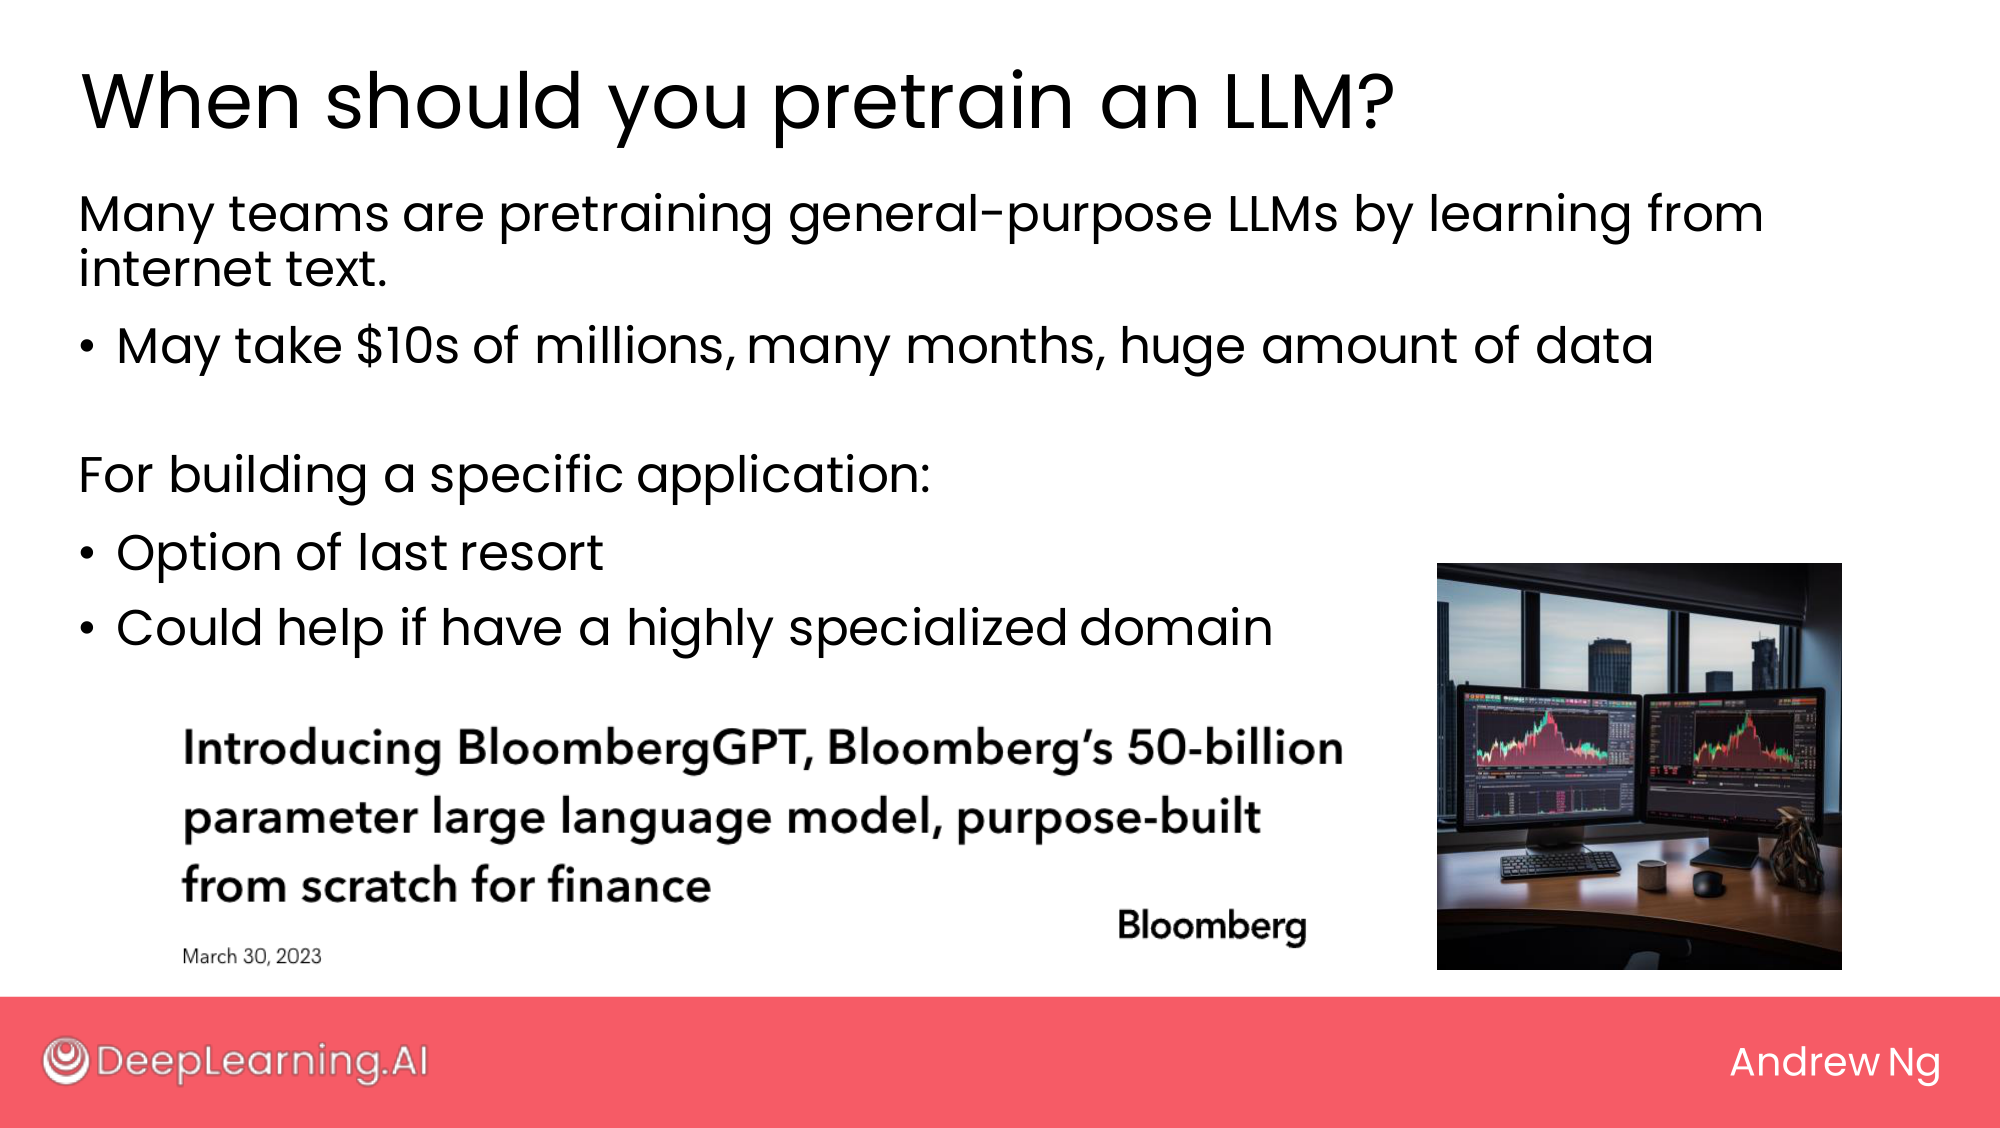 When should you pretrain an LLM?
Many teams are pretraining general-purpose LLMs by learning from
internet text.
• May take $10s of millions, many months, huge amount of data
For building a specific application:
• Option of last resort
• Could help if have a highly specialized domain
Introducing BloombergGPT, Bloomberg's 50-billion
parameter large language model, purpose-built
from scratch for finance
Bloomberg
March 30, 2023
DeepLearning.AI
Andrew Ng